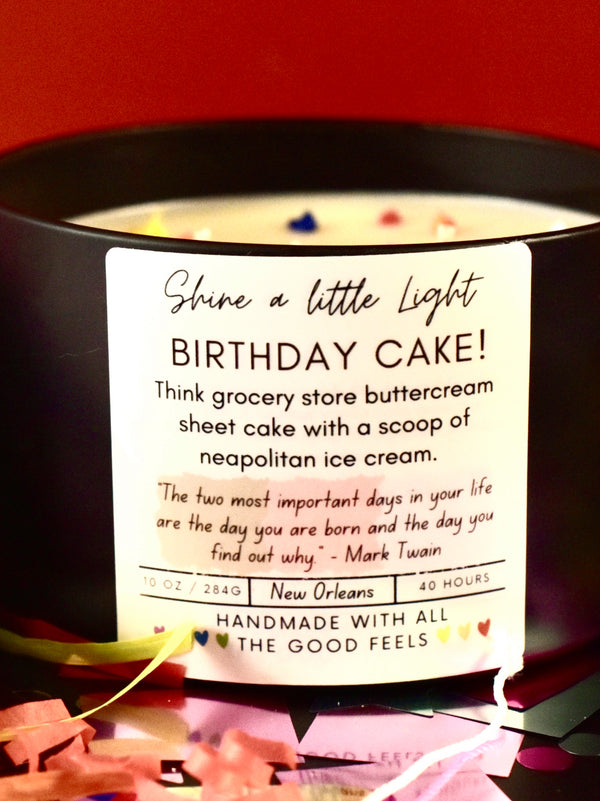 Shine a little Light
BIRTHDAY CAKE!
Think grocery store buttercream
sheet cake with a scoop of
neapolitan ice cream.
"The two most important days in your life
are the day you are born and the day you
find out why." - Mark Twain
10 OZ / 284G New Orleans 40 HOURS
HANDMADE WITH ALL
THE GOOD FEELS